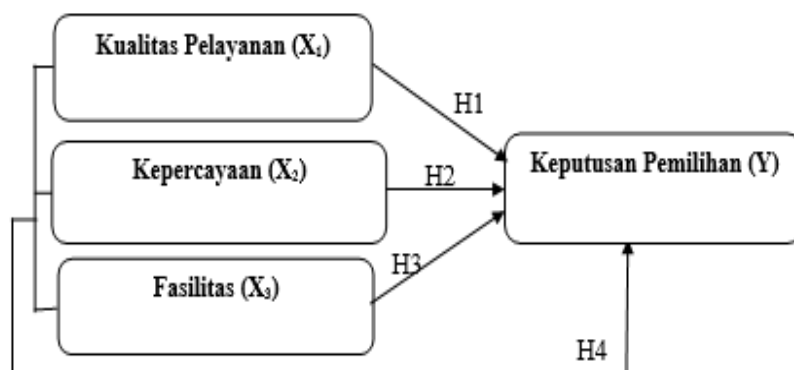 Kualitas Pelayanan (X₁)
H1
Kepercayaan (X₂)
H2
Keputusan Pemilihan (Y)
Fasilitas (X₃)
H3
H4